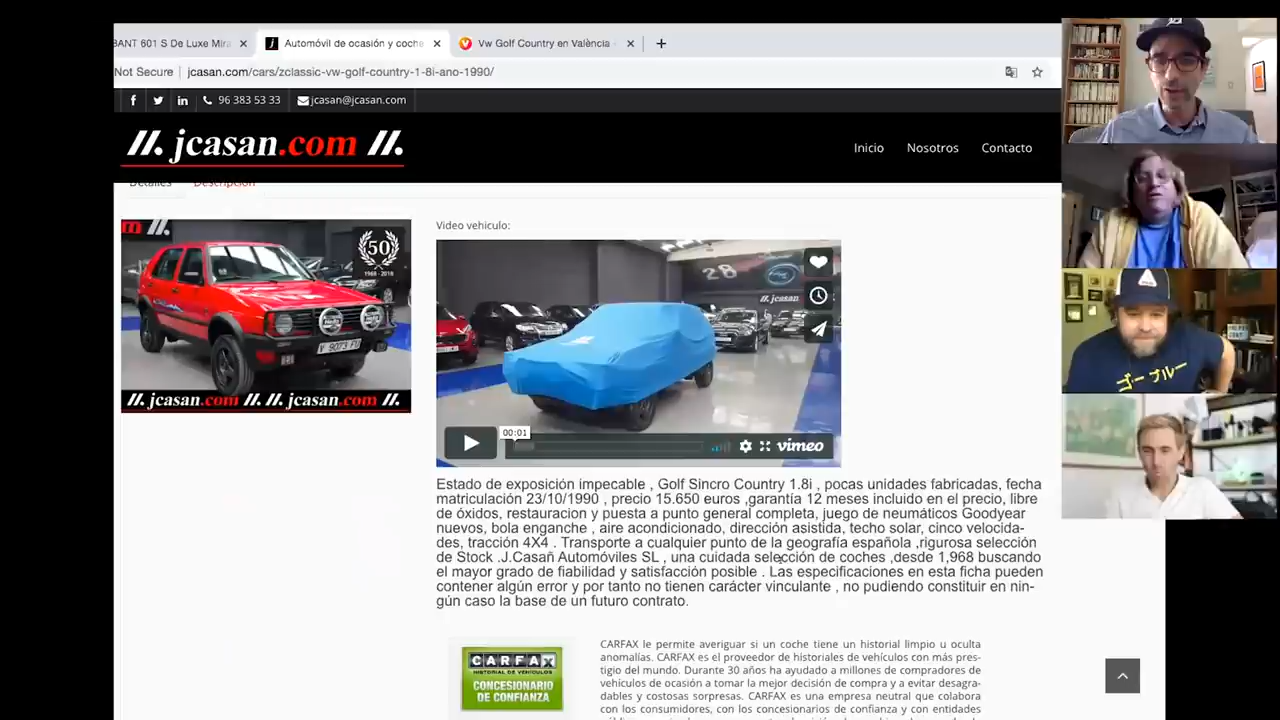 BANT 601 S De Luxe Mira
Automóvil de ocasión y coche
Vw Golf Country en València
Not Secure
jcasan.com/cars/zclassic-vw-golf-country-1-8i-ano-1990/
96 383 53 33
jcasan@jcasan.com
jcasan.com
Inicio
Nosotros
Contacto
Detalles
Descripción
m
50
1968 - 2018
Hella
Hella
V 9073 FU
jcasan.com
jcasan.com
Video vehiculo:
28
Ford
jcasan
00:01
vimeo
Estado de exposición impecable , Golf Sincro Country 1.8i , pocas unidades fabricadas, fecha
matriculación 23/10/1990 , precio 15.650 euros ,garantía 12 meses incluido en el precio, libre
de óxidos, restauracion y puesta a punto general completa, juego de neumáticos Goodyear
nuevos, bola enganche , aire acondicionado, dirección asistida, techo solar, cinco velocida-
des, tracción 4X4 . Transporte a cualquier punto de la geografía española ,rigurosa selección
de Stock .J.Casañ Automóviles SL , una cuidada selección de coches ,desde 1,968 buscando
el mayor grado de fiabilidad y satisfacción posible . Las especificaciones en esta ficha pueden
contener algún error y por tanto no tienen carácter vinculante , no pudiendo constituir en nin-
gún caso la base de un futuro contrato.
CARFAX
HISTORIAL DE VEHÍCULOS
CONCESIONARIO
DE CONFIANZA
CARFAX le permite averiguar si un coche tiene un historial limpio u oculta
anomalías. CARFAX es el proveedor de historiales de vehículos con más pres-
tigio del mundo. Durante 30 años ha ayudado a millones de compradores de
vehículos de ocasión a tomar la mejor decisión de compra y a evitar desagra-
dables y costosas sorpresas. CARFAX es una empresa neutral que colabora
con los consumidores, con los concesionarios de confianza y con entidades
ゴーブルー